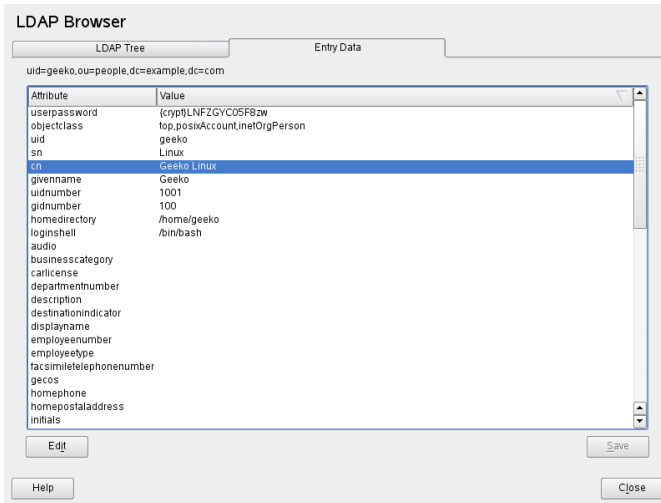 LDAP Browser
LDAP Tree
Entry Data
uid=geeko,ou=people,dc=example,dc=com
Attribute Value
userpassword {crypt}LNFZGYC05F8zw
objectclass top,posixAccount,inetOrgPerson
uid geeko
sn Linux
cn Geeko Linux
givenname Geeko
uidnumber 1001
gidnumber 100
homedirectory /home/geeko
loginshell /bin/bash
audio
businesscategory
carlicense
departmentnumber
description
destinationindicator
displayname
employeenumber
employeetype
facsimiletelephonenumber
gecos
homephone
homepostaladdress
initials
Edit
Save
Help
Close